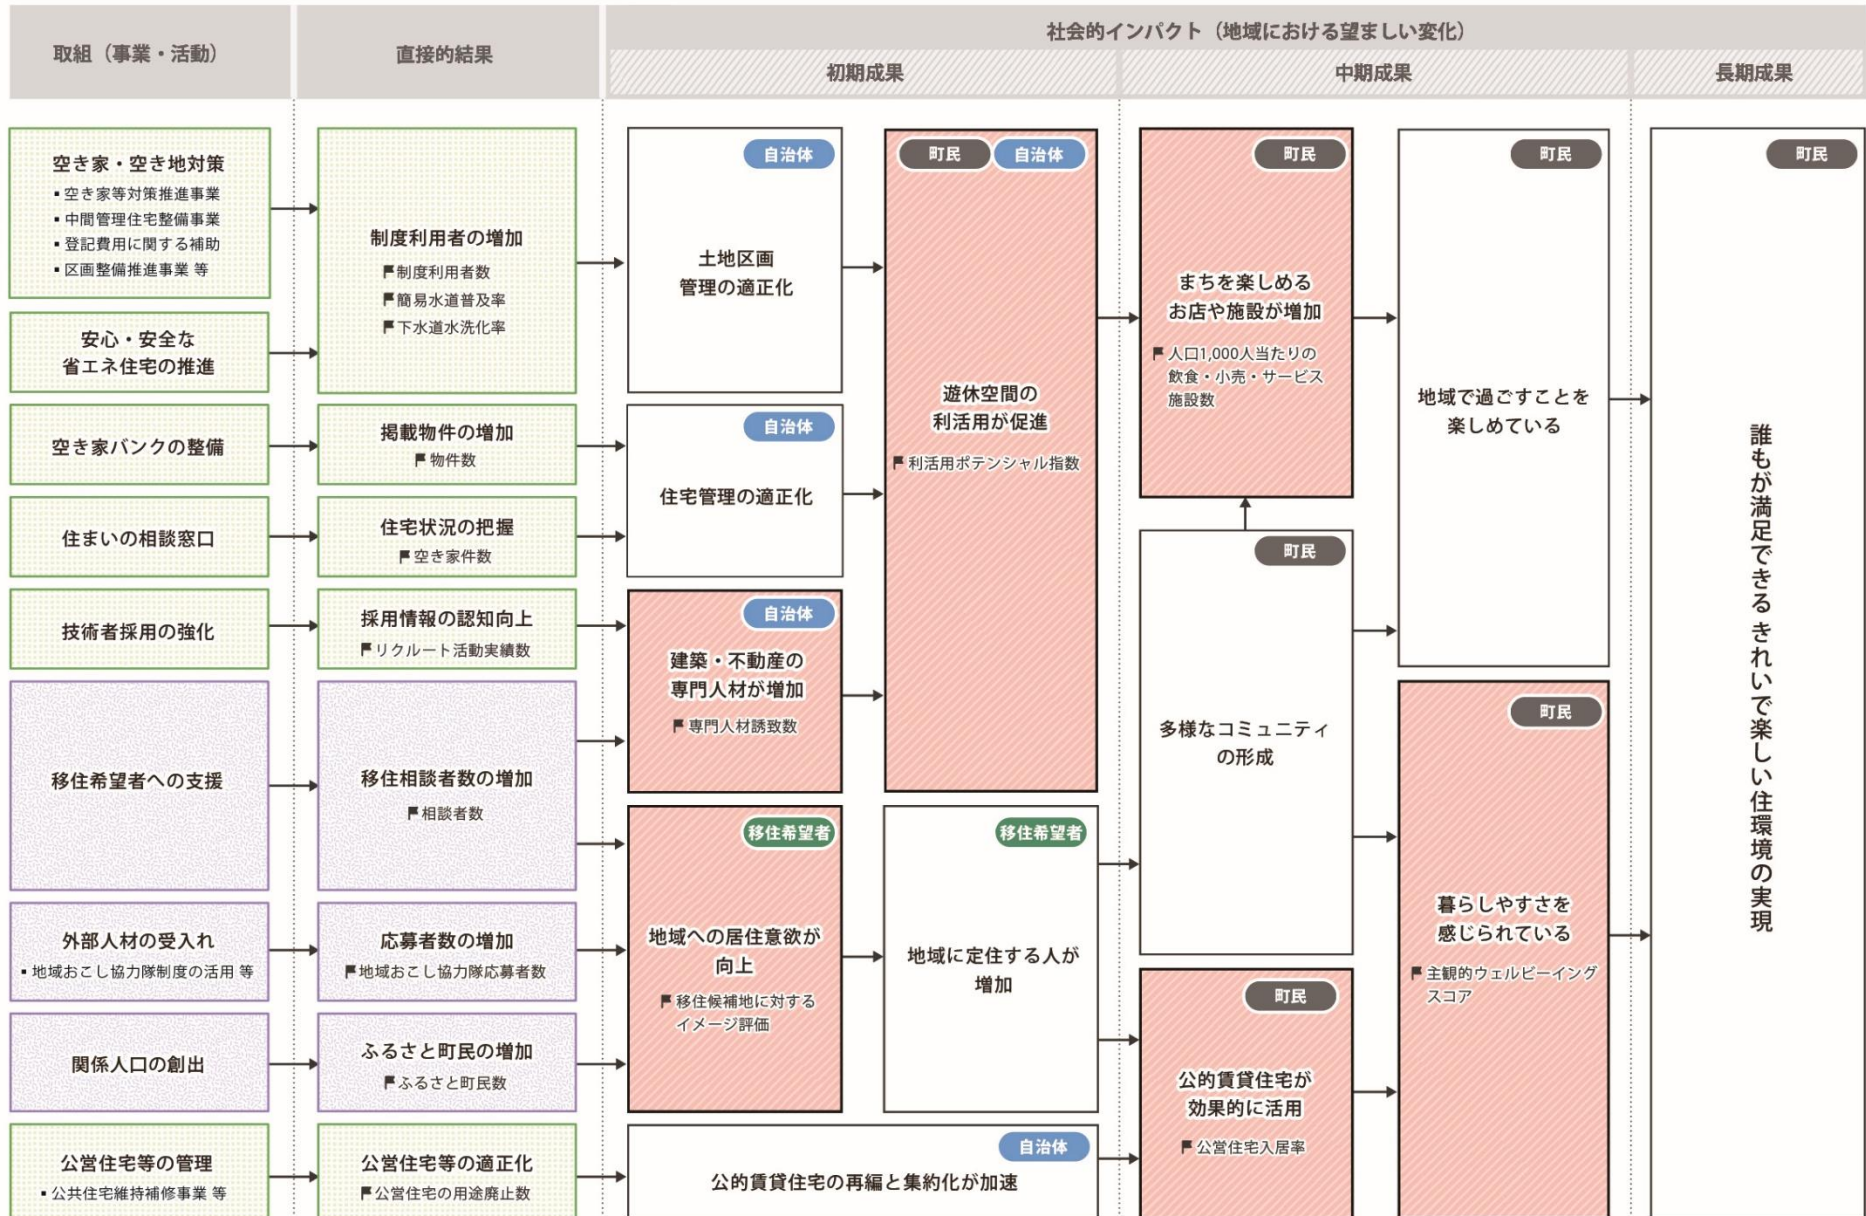 社会的インパクト（地域における望ましい変化）
取組（事業・活動）
直接的結果
初期成果
中期成果
長期成果
空き家・空き地対策
▪ 空き家等対策推進事業
▪ 中間管理住宅整備事業
▪ 登記費用に関する補助
▪ 区画整備推進事業 等
安心・安全な
省エネ住宅の推進
空き家バンクの整備
住まいの相談窓口
技術者採用の強化
移住希望者への支援
外部人材の受入れ
▪ 地域おこし協力隊制度の活用 等
関係人口の創出
公営住宅等の管理
▪ 公共住宅維持補修事業 等
制度利用者の増加
制度利用者数
簡易水道普及率
下水道水洗化率
掲載物件の増加
物件数
住宅状況の把握
空き家件数
採用情報の認知向上
リクルート活動実績数
移住相談者数の増加
相談者数
応募者数の増加
地域おこし協力隊応募者数
ふるさと町民の増加
ふるさと町民数
公営住宅等の適正化
公営住宅の用途廃止数
自治体
土地区画
管理の適正化
自治体
住宅管理の適正化
自治体
建築・不動産の
専門人材が増加
専門人材誘致数
移住希望者
地域への居住意欲が
向上
移住候補地に対する
イメージ評価
町民 自治体
遊休空間の
利活用が促進
利活用ポテンシャル指数
移住希望者
地域に定住する人が
増加
自治体
公的賃貸住宅の再編と集約化が加速
町民
まちを楽しめる
お店や施設が増加
人口1,000人当たりの
飲食・小売・サービス
施設数
町民
多様なコミュニティ
の形成
町民
公的賃貸住宅が
効果的に活用
公営住宅入居率
町民
地域で過ごすことを
楽しめている
町民
暮らしやすさを
感じられている
主観的ウェルビーイング
スコア
町民
誰もが満足できる きれいで楽しい住環境の実現